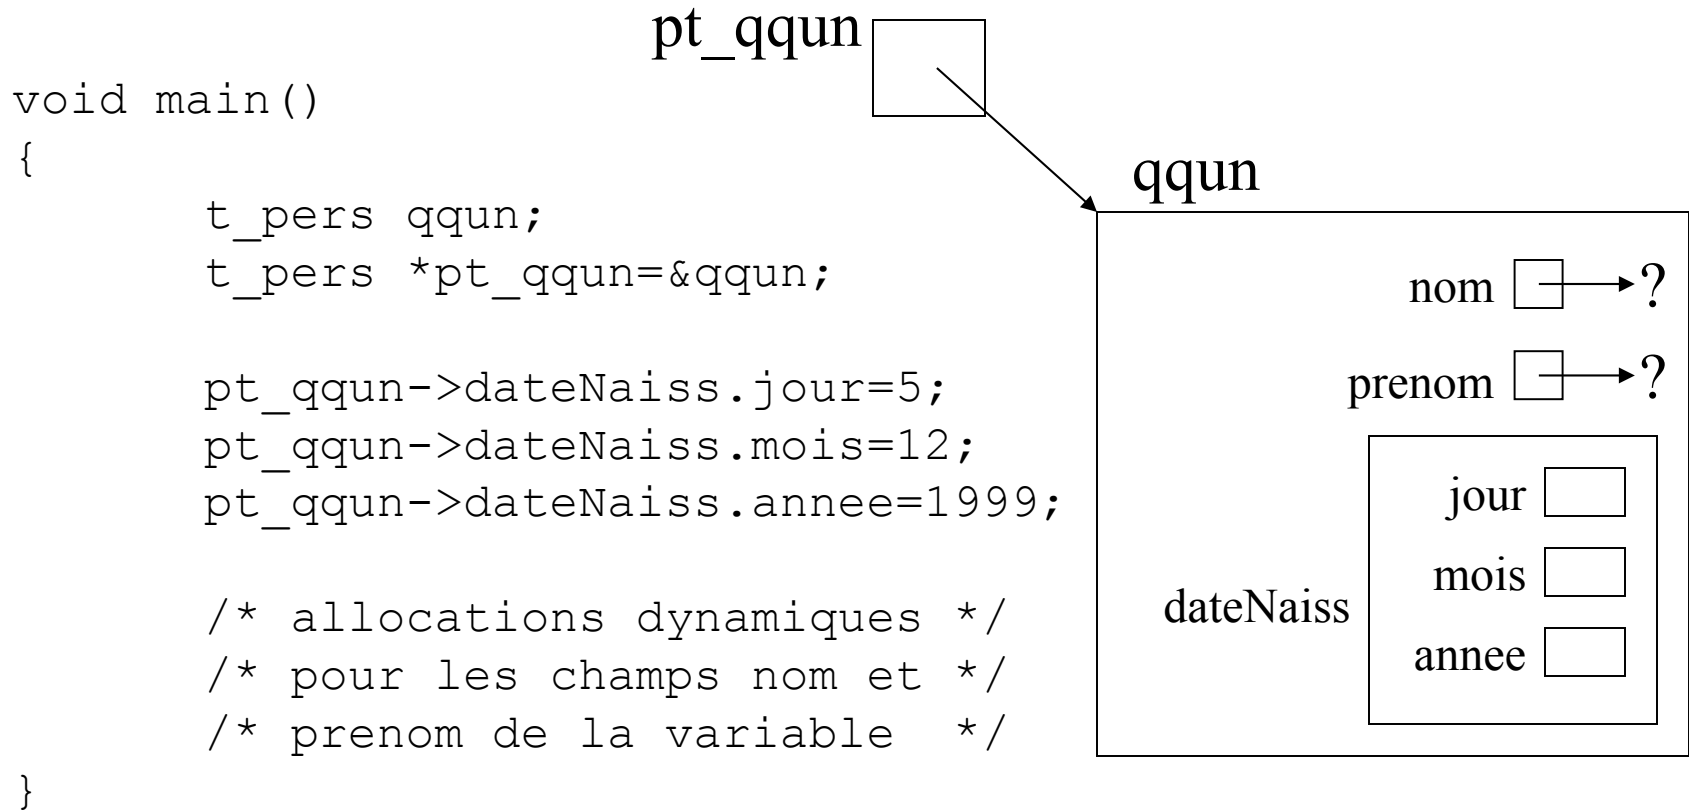 pt_qqun
void main()
{
t_pers qqun;
t_pers *pt_qqun=&qqun;
pt_qqun->dateNaiss.jour=5;
pt_qqun->dateNaiss.mois=12;
pt_qqun->dateNaiss.annee=1999;
/* allocations dynamiques */
/* pour les champs nom et */
/* prenom de la variable  */
}
qqun
nom ?
prenom ?
jour
mois
dateNaiss
annee